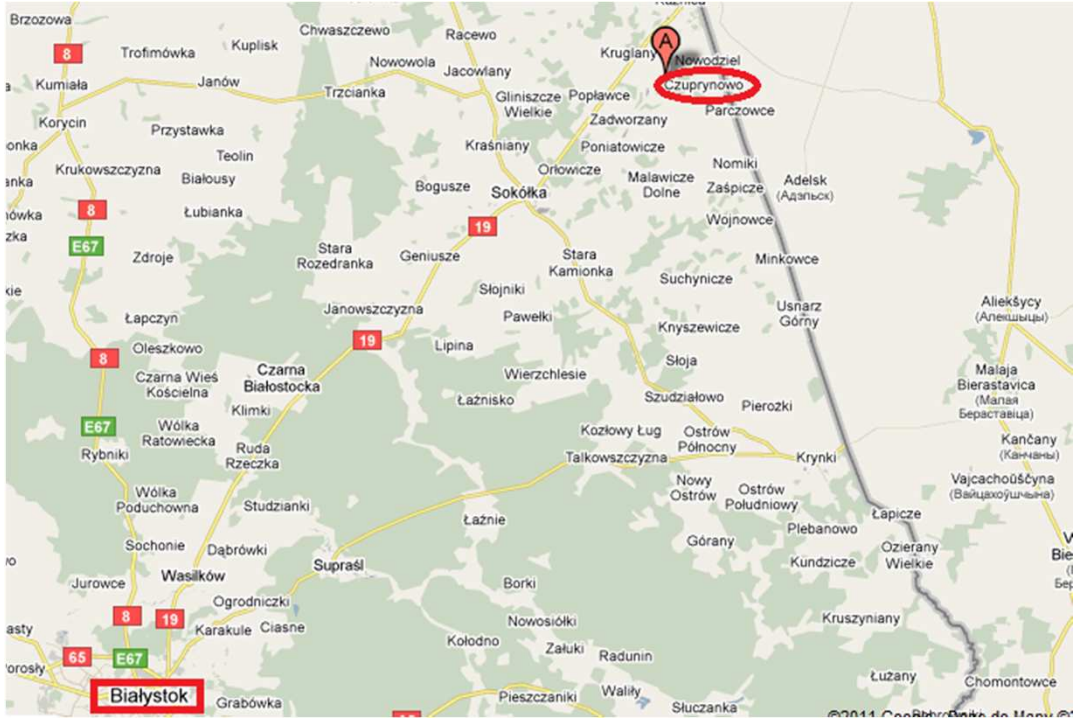 Brzozowa
Chwaszczewo
Racewo
8
Trofimówka
Kuplisk
Kruglany
A
Nowodziel
Nowowola
Jacowlany
Kumiała
Janów
Trzcianka
Czuprynowo
Gliniszcze
Wielkie
Popławce
Parczowce
Korycin
Przystawka
Zadworzany
Kraśniany
Poniatowicze
Teolin
Krukowszczyzna
Białousy
Orłowicze
Nomiki
Bogusze
Sokółka
Malawicze
Dolne
Zaśpicze
Adelsk
(Адэльск)
8
Łubianka
19
Wojnowce
E67
Zdroje
Stara
Rozedranka
Geniusze
Stara
Kamionka
Minkowce
Suchynicze
Słojniki
Janowszczyzna
Pawełki
Usnarz
Górny
Aliekšycy
(Алекшыцы)
Łapczyn
Knyszewicze
19
Oleszkowo
Lipina
8
Słoja
Czarna Wieś
Kościelna
Czarna
Białostocka
Wierzchlesie
Malaja
Bierastavica
(Малая
Бераставіца)
Łaźnisko
Szudziałowo
Pierożki
Klimki
E67
Wólka
Ratowiecka
Kozłowy Ług
Ostrów
Północny
Kančany
(Канчаны)
Rybniki
Ruda
Rzeczka
Talkowszczyzna
Krynki
Wólka
Poduchowna
Studzianki
Nowy
Ostrów
Ostrów
Południowy
Vajcachoŭščyna
(Вайцахоўшчына)
Łaźnie
Łapicze
Plebanowo
Górany
Sochonie
Dąbrówki
Supraśl
Kundzicze
Ozierany
Wielkie
Jurowce
Wasilków
Borki
Ogrodniczki
8
19
Nowosiółki
Kruszyniany
Karakule
Ciasne
Kołodno
Załuki
Radunin
65
E67
Łużany
Chomontowce
Białystok
Grabówka
Pieszczaniki
Waliły
Słuczanka